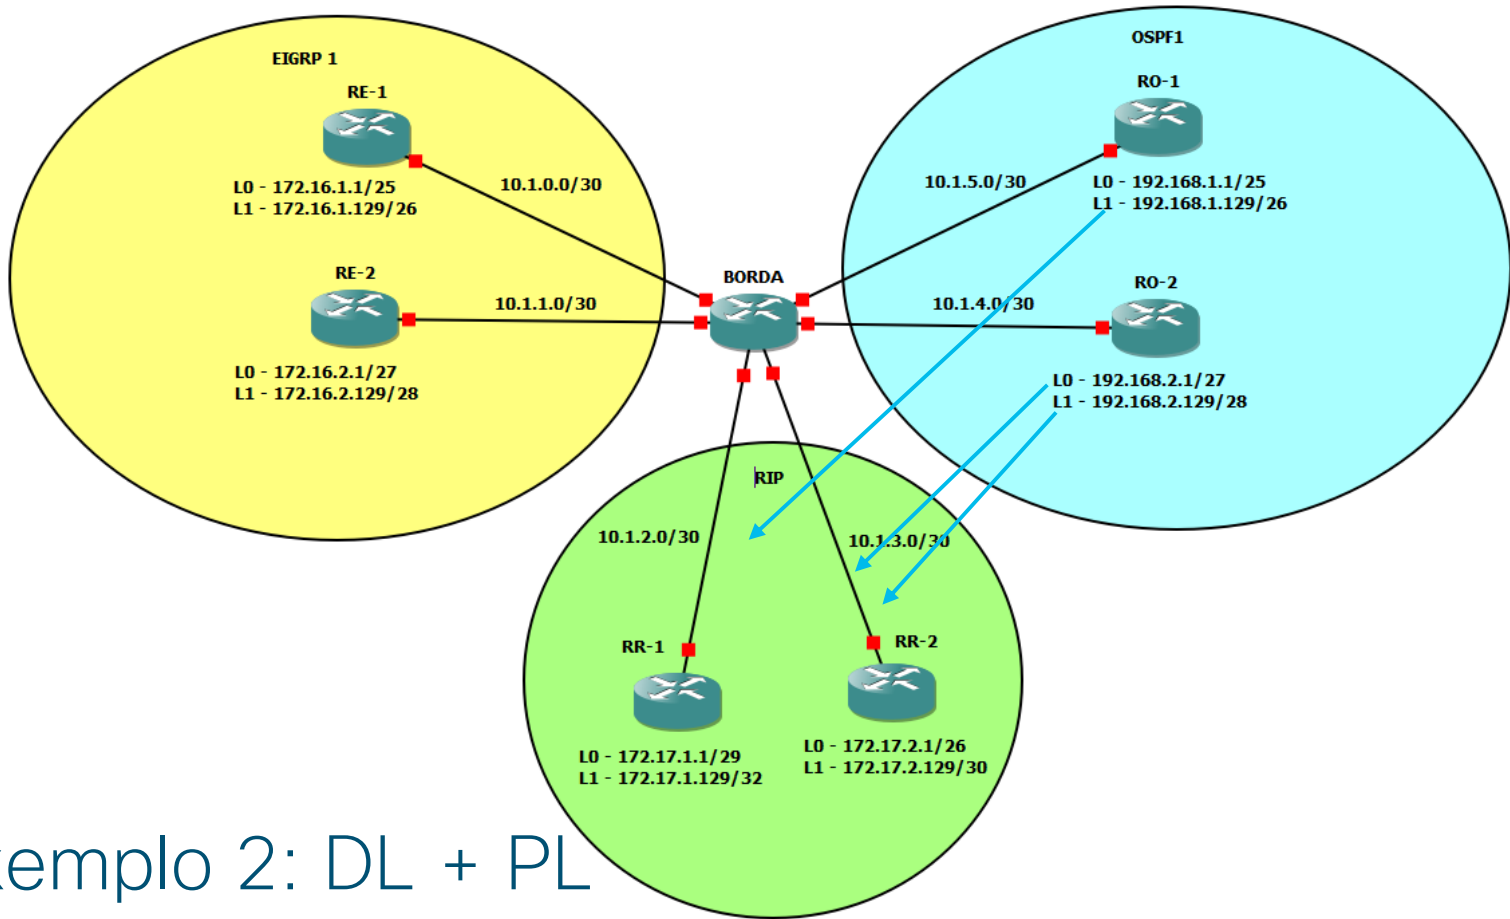 EIGRP 1
RE-1
L0 - 172.16.1.1/25
L1 - 172.16.1.129/26
10.1.0.0/30
RE-2
L0 - 172.16.2.1/27
L1 - 172.16.2.129/28
10.1.1.0/30
BORDA
OSPF1
RO-1
10.1.5.0/30
L0 - 192.168.1.1/25
L1 - 192.168.1.129/26
RO-2
10.1.4.0/30
L0 - 192.168.2.1/27
L1 - 192.168.2.129/28
RIP
10.1.2.0/30
10.1.3.0/30
RR-1
L0 - 172.17.1.1/29
L1 - 172.17.1.129/32
RR-2
L0 - 172.17.2.1/26
L1 - 172.17.2.129/30
xemplo 2: DL + PL